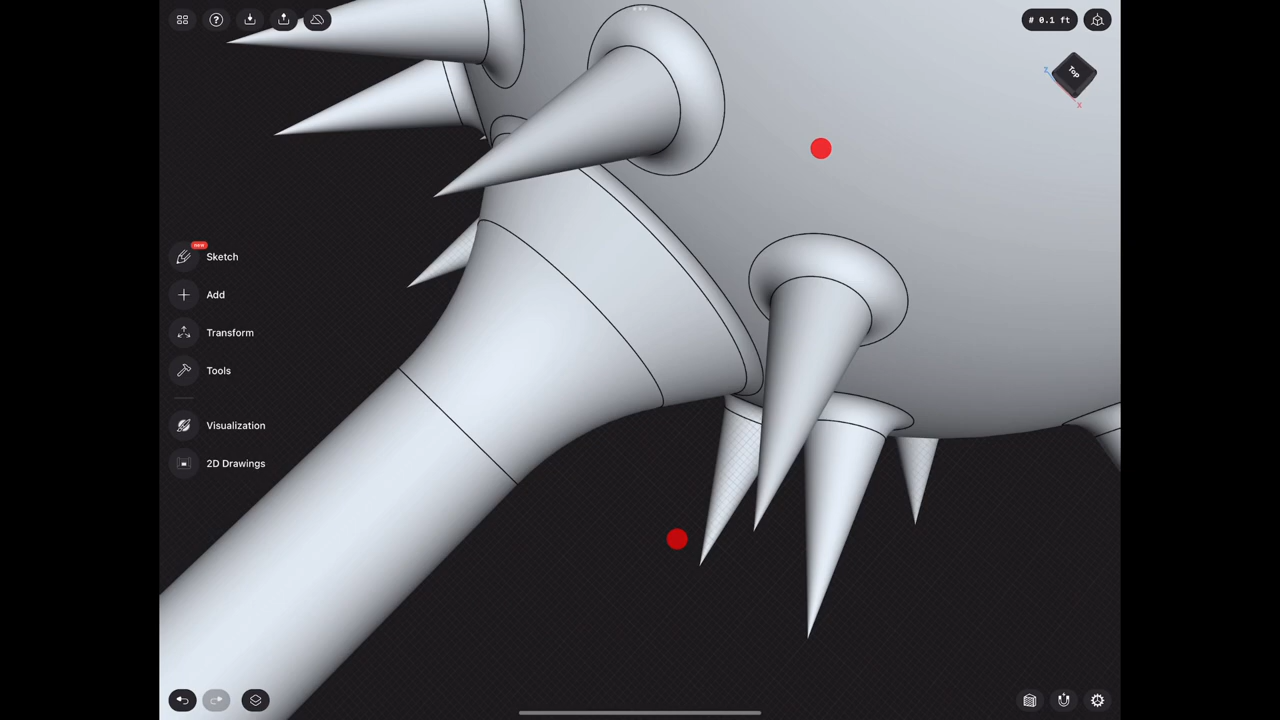 # 0.1 ft
Top
Z
X
new
Sketch
Add
Transform
Tools
Visualization
2D Drawings